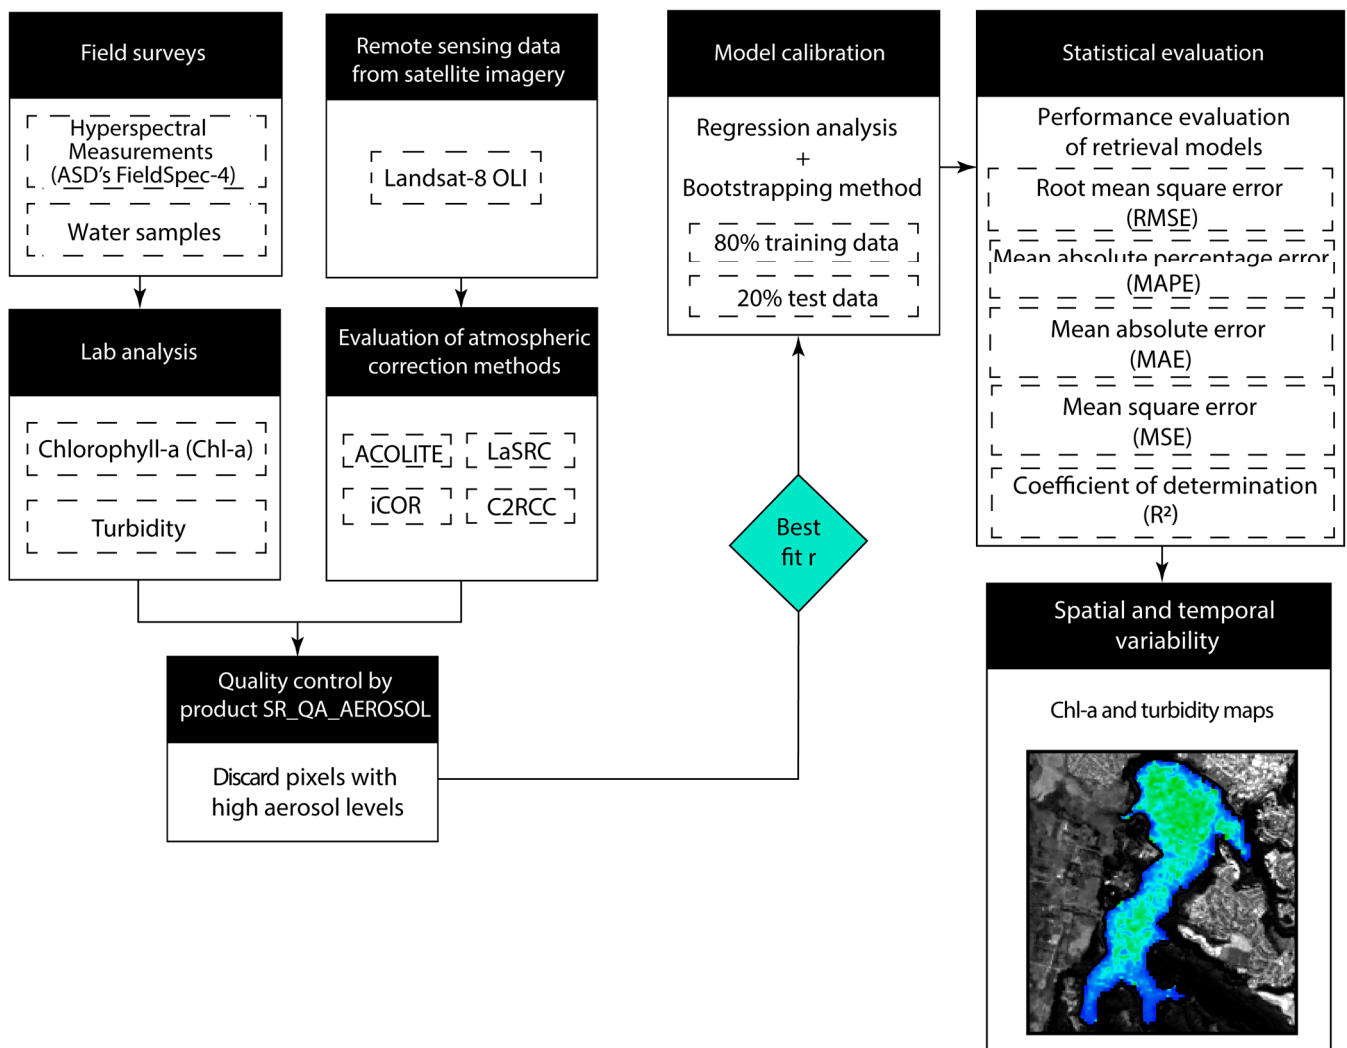 Field surveys
Hyperspectral
Measurements
(ASD's FieldSpec-4)
Water samples
Lab analysis
Chlorophyll-a (Chl-a)
Turbidity
Remote sensing data
from satellite imagery
Landsat-8 OLI
Evaluation of atmospheric
correction methods
ACOLITE
LaSRC
iCOR
C2RCC
Quality control by
product SR_QA_AEROSOL
Discard pixels with
high aerosol levels
Best
fit r
Model calibration
Regression analysis
+
Bootstrapping method
80% training data
20% test data
Statistical evaluation
Performance evaluation
of retrieval models
Root mean square error
(RMSE)
Mean absolute percentage error
(MAPE)
Mean absolute error
(MAE)
Mean square error
(MSE)
Coefficient of determination
(R²)
Spatial and temporal
variability
Chl-a and turbidity maps